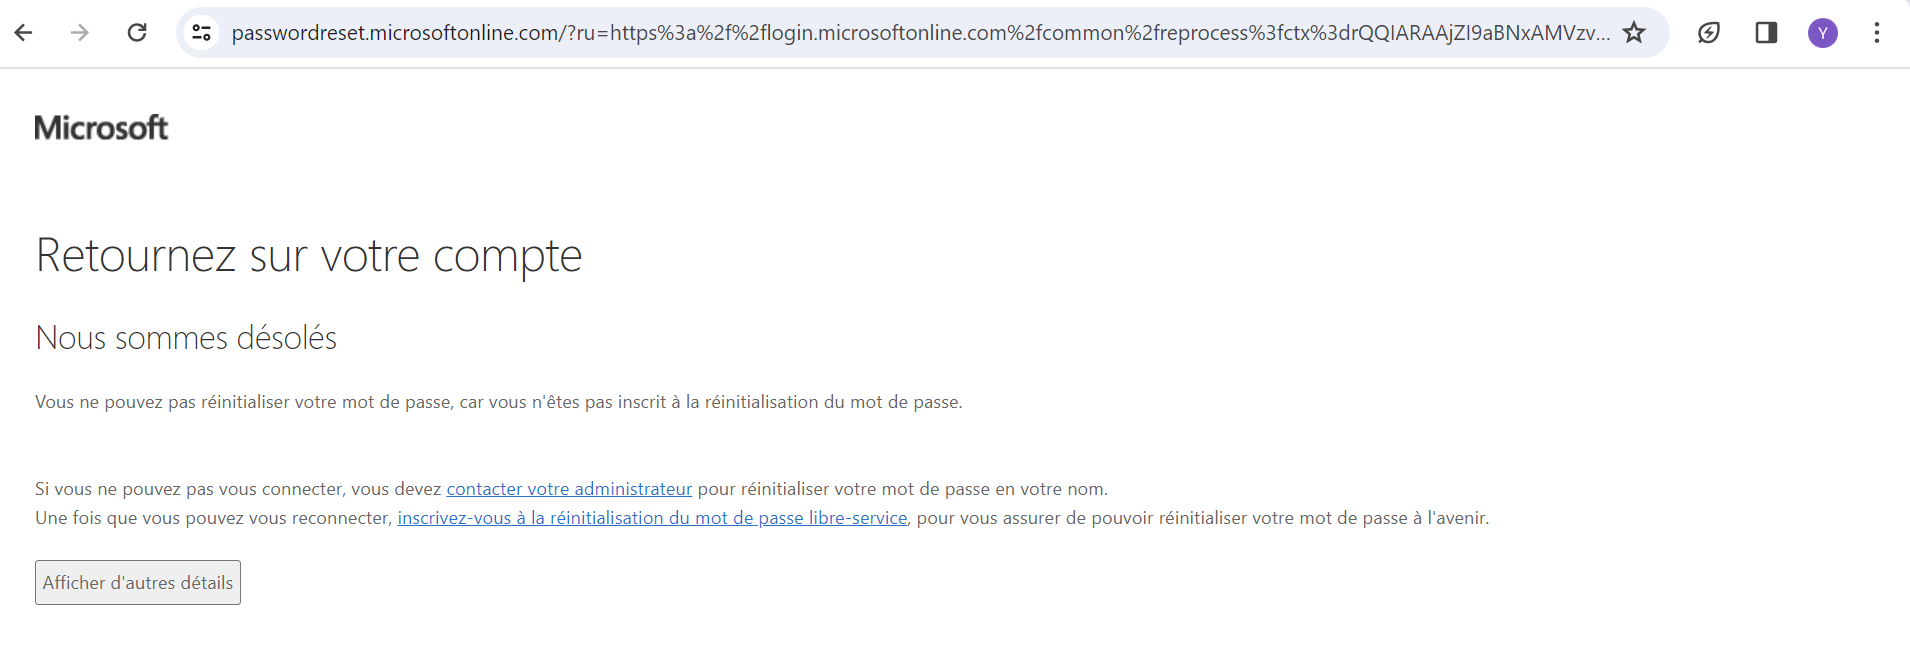 passwordreset.microsoftonline.com/?ru=https%3a%2f%2flogin.microsoftonline.com%2fcommon%2freprocess%3fctx%3drQQIARAAjZI9aBNxAMVzv...
Y
Microsoft
Retournez sur votre compte
Nous sommes désolés
Vous ne pouvez pas réinitialiser votre mot de passe, car vous n'êtes pas inscrit à la réinitialisation du mot de passe.
Si vous ne pouvez pas vous connecter, vous devez contacter votre administrateur pour réinitialiser votre mot de passe en votre nom.
Une fois que vous pouvez vous reconnecter, inscrivez-vous à la réinitialisation du mot de passe libre-service, pour vous assurer de pouvoir réinitialiser votre mot de passe à l'avenir.
Afficher d'autres détails